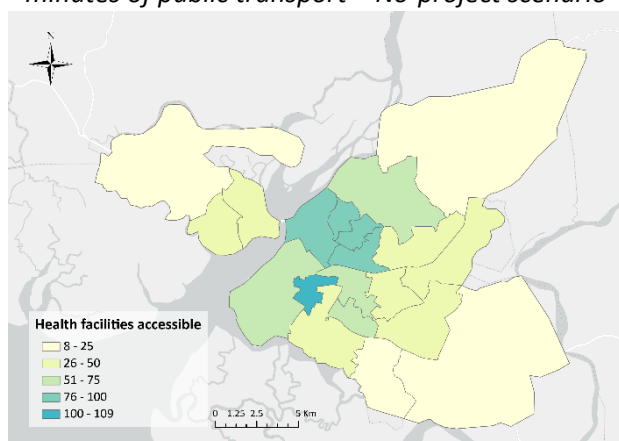 minutes of public transport – No-project scenario
Health facilities accessible
8 - 25
26 - 50
51 - 75
76 - 100
100 - 109
0 1.25 2.5 5 Km